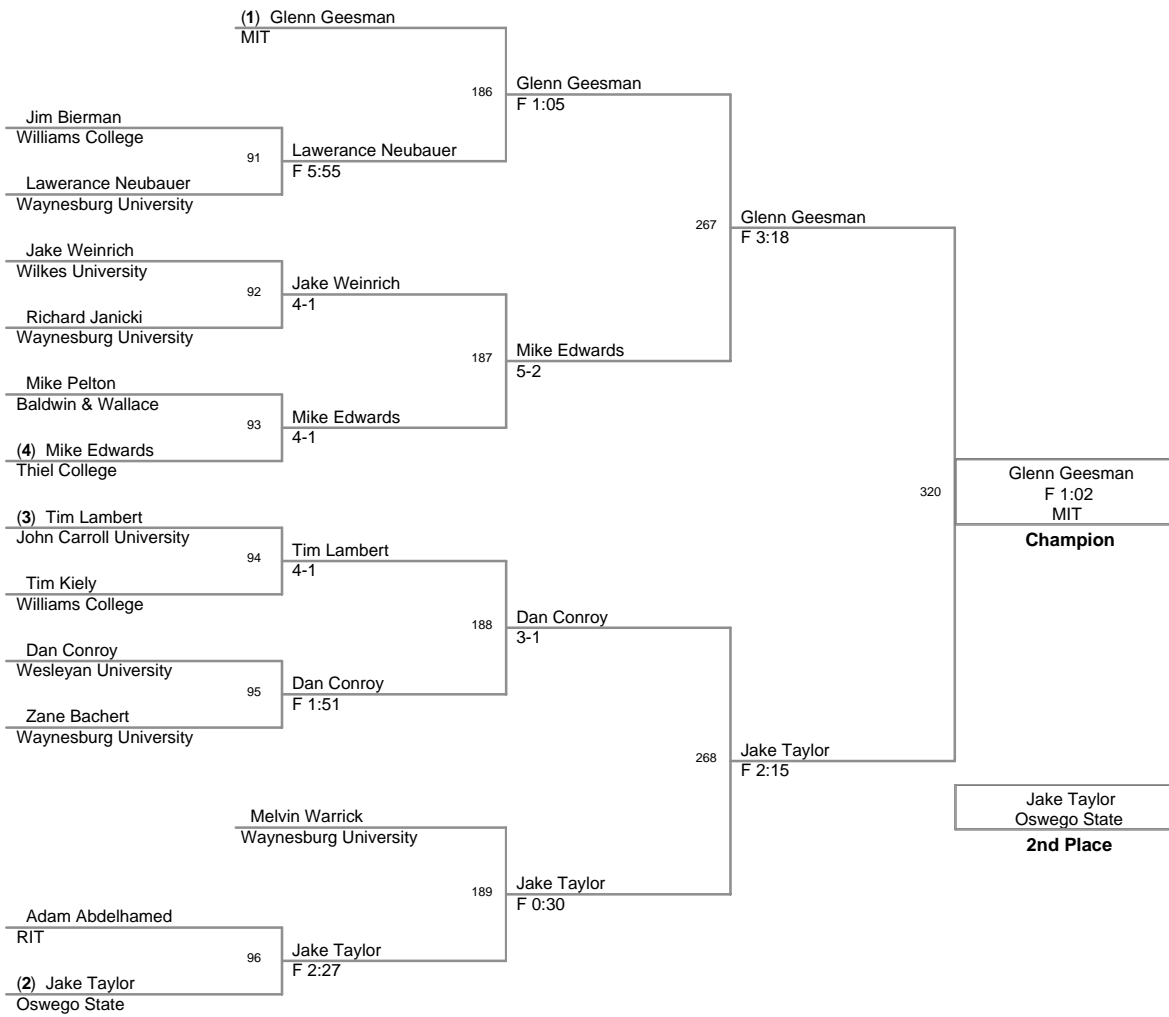 (1) Glenn Geesman
MIT
186
Glenn Geesman
F 1:05
Jim Bierman
Williams College
91
Lawerance Neubauer
F 5:55
Lawerance Neubauer
Waynesburg University
267
Glenn Geesman
F 3:18
Jake Weinrich
Wilkes University
92
Jake Weinrich
4-1
Richard Janicki
Waynesburg University
187
Mike Edwards
5-2
Mike Pelton
Baldwin & Wallace
93
Mike Edwards
4-1
(4) Mike Edwards
Thiel College
320
Glenn Geesman
F 1:02
MIT
Champion
(3) Tim Lambert
John Carroll University
94
Tim Lambert
4-1
Tim Kiely
Williams College
188
Dan Conroy
3-1
Dan Conroy
Wesleyan University
95
Dan Conroy
F 1:51
Zane Bachert
Waynesburg University
268
Jake Taylor
F 2:15
Jake Taylor
Oswego State
2nd Place
Melvin Warrick
Waynesburg University
189
Jake Taylor
F 0:30
Adam Abdelhamed
RIT
96
Jake Taylor
F 2:27
(2) Jake Taylor
Oswego State